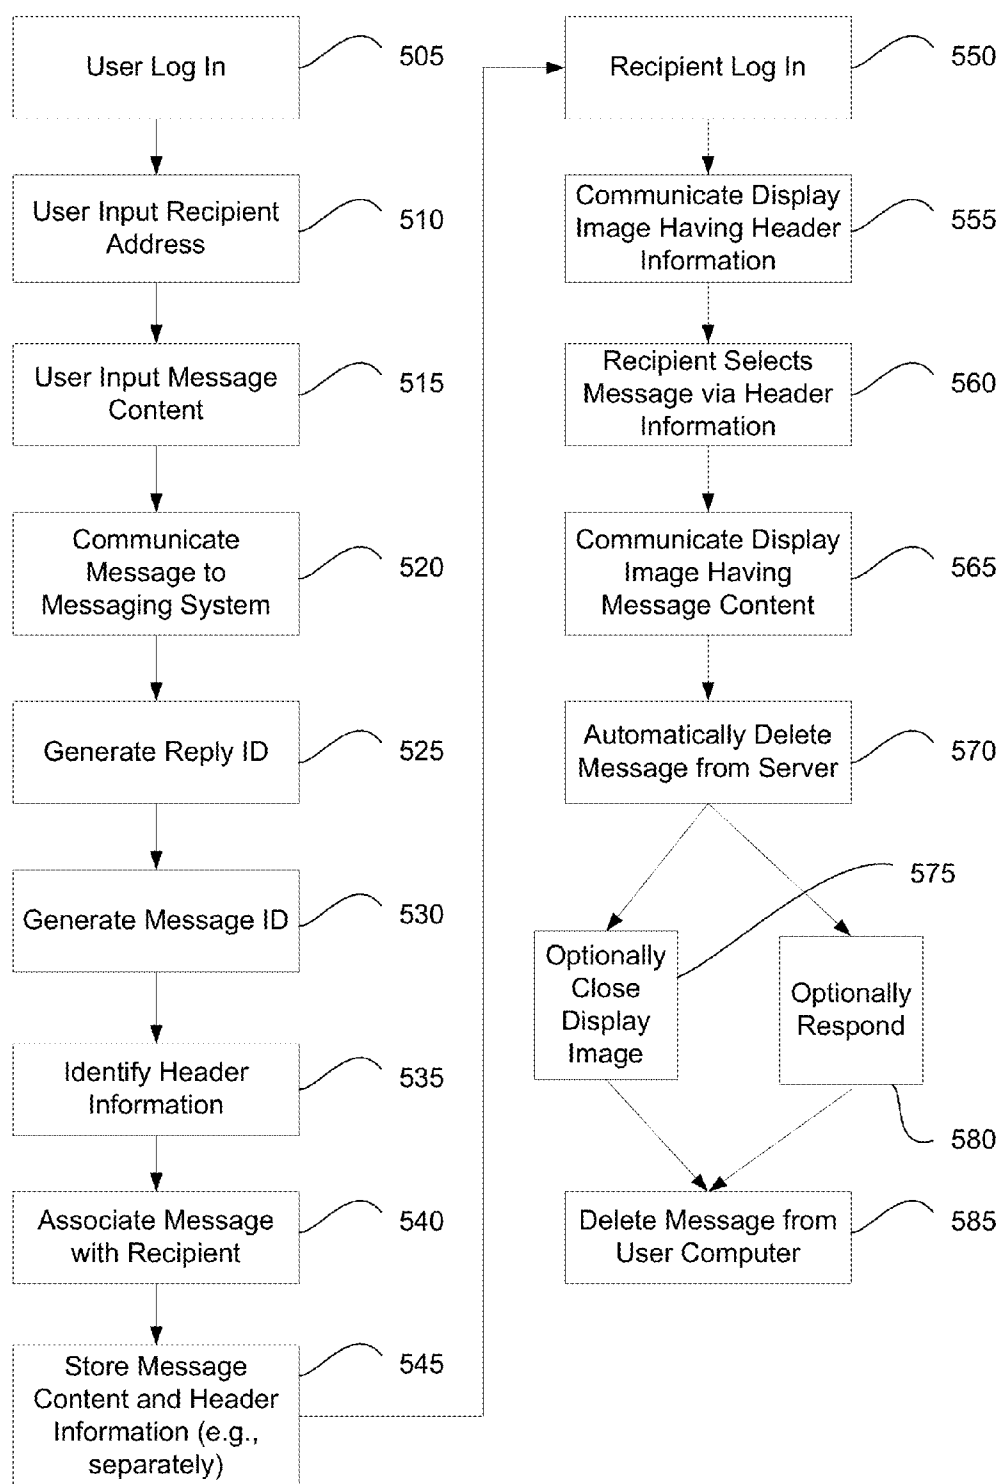 User Log In
505
User Input Recipient
Address
510
User Input Message
Content
515
Communicate
Message to
Messaging System
520
Generate Reply ID
525
Generate Message ID
530
Identify Header
Information
535
Associate Message
with Recipient
540
Store Message
Content and Header
Information (e.g.,
separately)
545
Recipient Log In
550
Communicate Display
Image Having Header
Information
555
Recipient Selects
Message via Header
Information
560
Communicate Display
Image Having
Message Content
565
Automatically Delete
Message from Server
570
Optionally
Close
Display
Image
575
Optionally
Respond
580
Delete Message from
User Computer
585